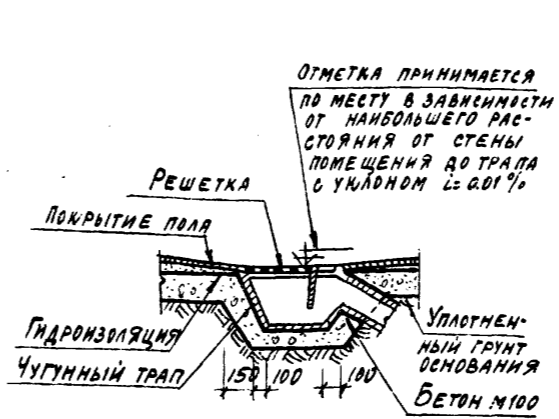 ОТМЕТКА ПРИНИМАЕТСЯ
ПО МЕСТУ В ЗАВИСИМОСТИ
ОТ НАИБОЛЬШЕГО РАС-
СТОЯНИЯ ОТ СТЕНЫ
ПОМЕЩЕНИЯ ДО ТРАПА
С УКЛОНОМ i=0.01%
РЕШЕТКА
ПОКРЫТИЕ ПОЛА
ГИДРОИЗОЛЯЦИЯ
ЧУГУННЫЙ ТРАП
150 100 100
УПЛОТНЕН-
НЫЙ ГРУНТ
ОСНОВАНИЯ
БЕТОН М100